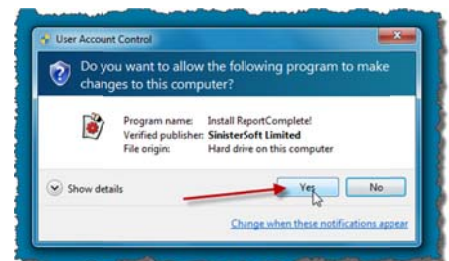 User Account Control
Do you want to allow the following program to make
changes to this computer?
Program name: Install ReportComplete!
Verified publisher: SinisterSoft Limited
File origin: Hard drive on this computer
Show details
Yes
No
Change when these notifications appear